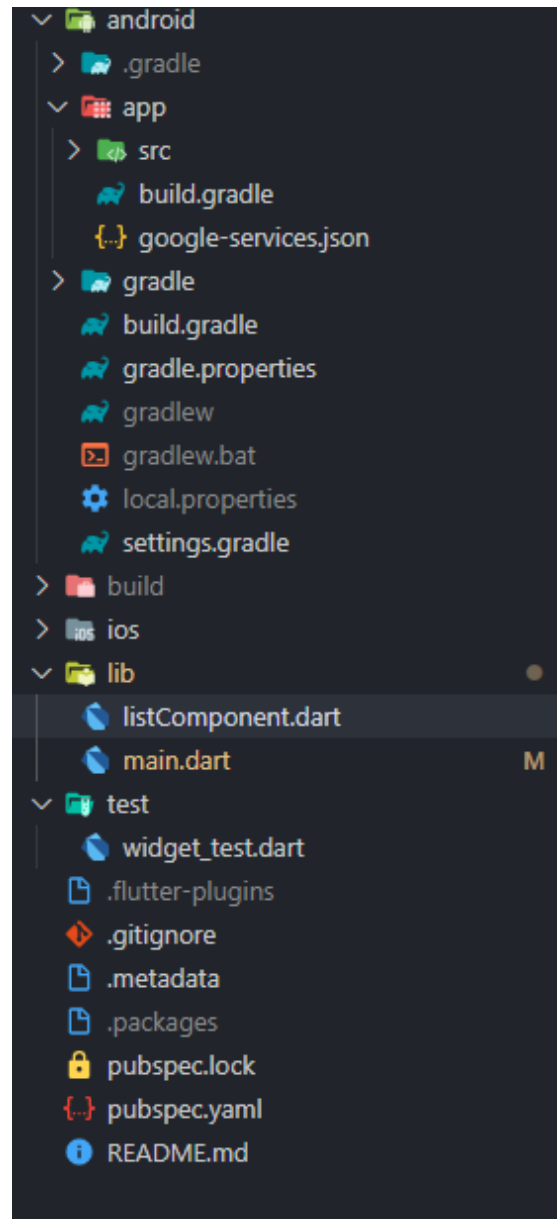 android
.gradle
app
src
build.gradle
{...} google-services.json
gradle
build.gradle
gradle.properties
gradlew
gradlew.bat
local.properties
settings.gradle
build
ios ios
lib
listComponent.dart
main.dart M
test
widget_test.dart
.flutter-plugins
.gitignore
.metadata
.packages
pubspec.lock
{...} pubspec.yaml
README.md